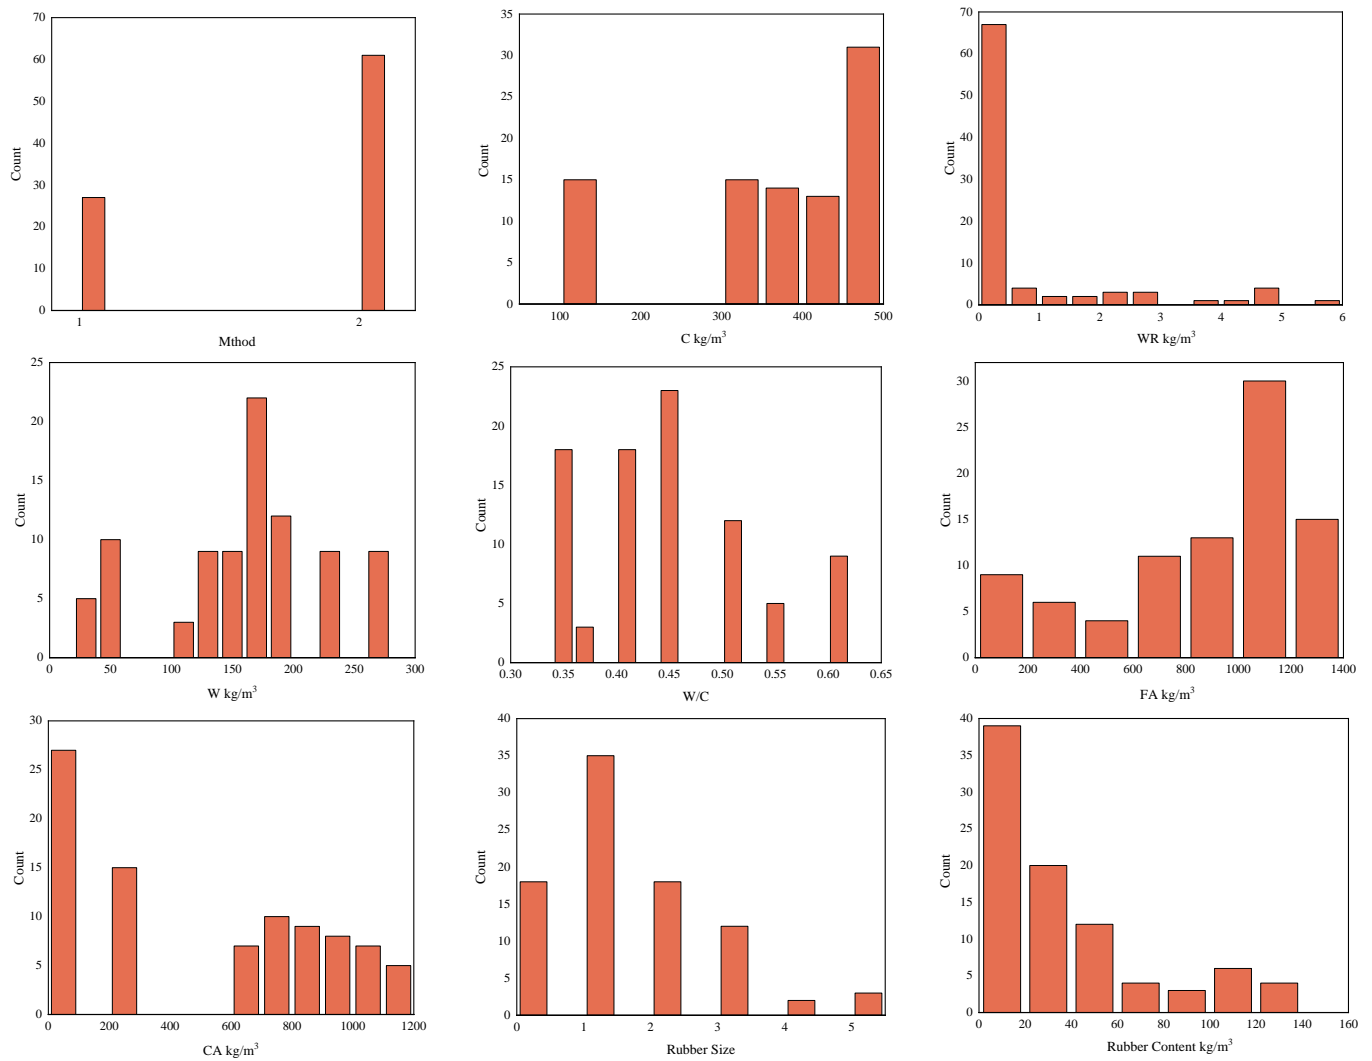 70
60
50
40
30
20
10
0
Count
1 2
Mthod
35
30
25
20
15
10
5
0
Count
100 200 300 400 500
C kg/m³
70
60
50
40
30
20
10
0
Count
0 1 2 3 4 5 6
WR kg/m³
25
20
15
10
5
0
Count
0 50 100 150 200 250 300
W kg/m³
25
20
15
10
5
0
Count
0.30 0.35 0.40 0.45 0.50 0.55 0.60 0.65
W/C
30
25
20
15
10
5
0
Count
0 200 400 600 800 1000 1200 1400
FA kg/m³
30
25
20
15
10
5
0
Count
0 200 400 600 800 1000 1200
CA kg/m³
40
35
30
25
20
15
10
5
0
Count
0 1 2 3 4 5
Rubber Size
40
35
30
25
20
15
10
5
0
Count
0 20 40 60 80 100 120 140 160
Rubber Content kg/m³